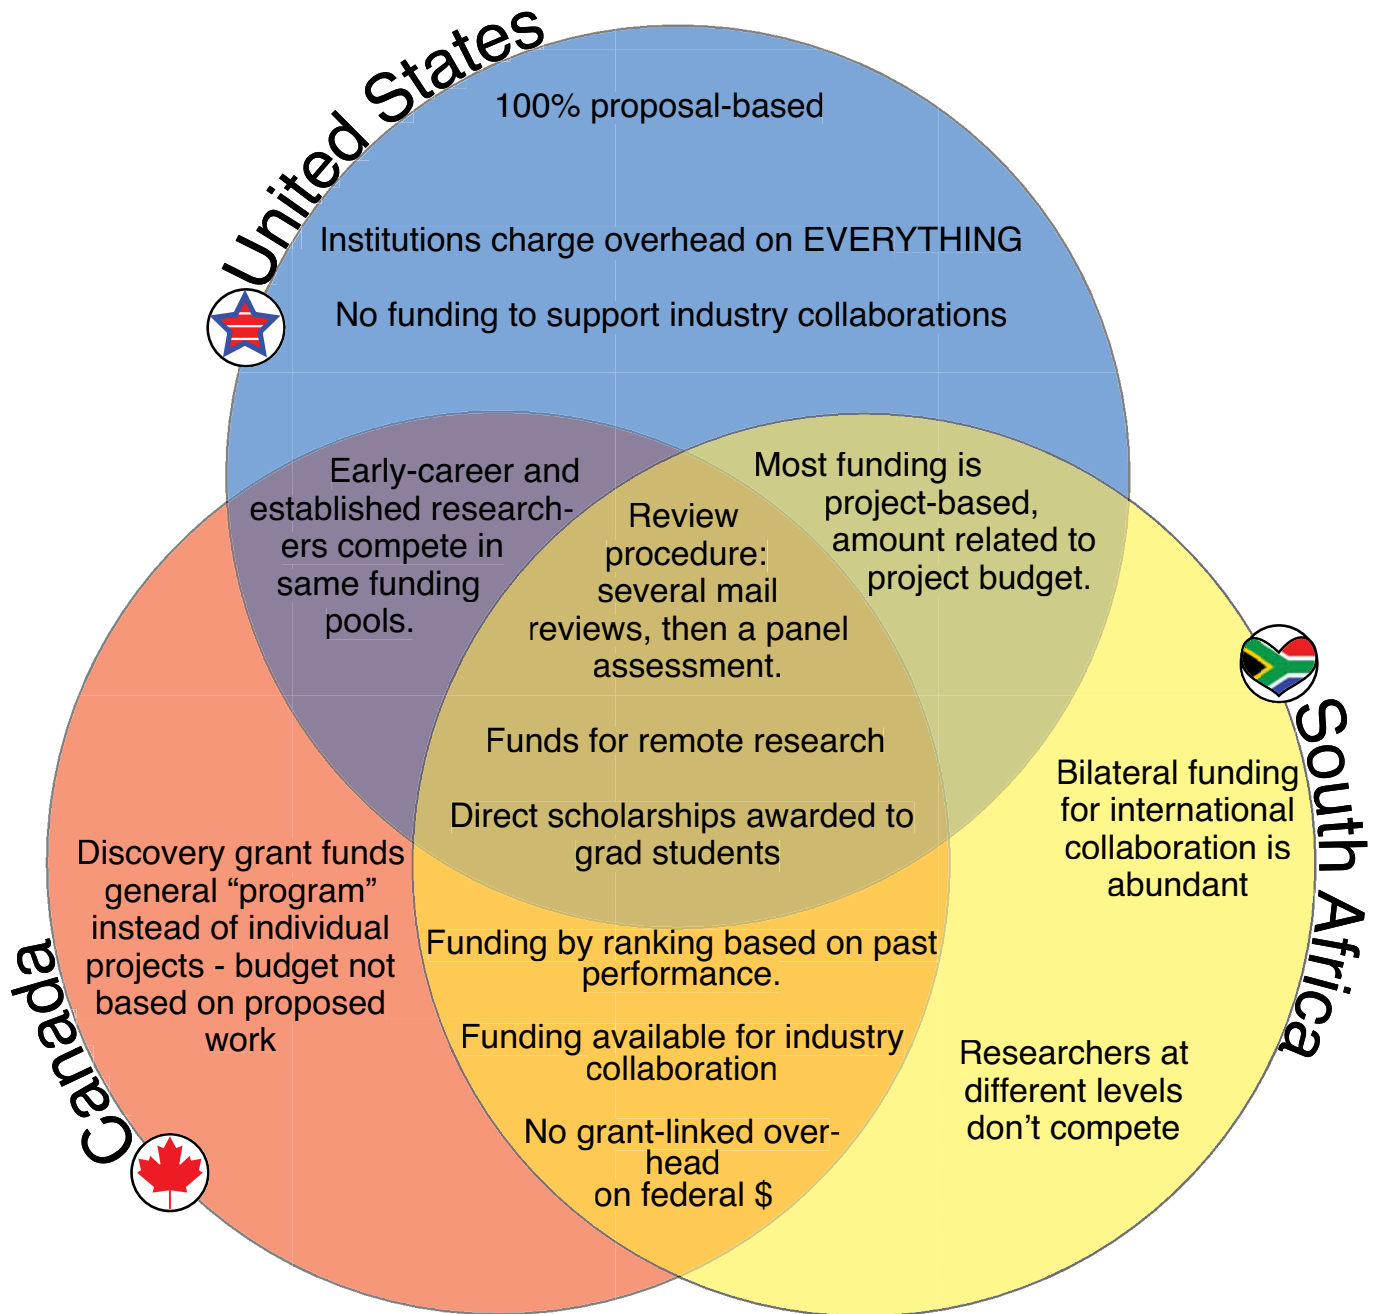 United States
100% proposal-based
Institutions charge overhead on EVERYTHING
No funding to support industry collaborations
Early-career and
established research-
ers compete in
same funding
pools.
Review
procedure:
several mail
reviews, then a panel
assessment.
Most funding is
project-based,
amount related to
project budget.
Funds for remote research
Direct scholarships awarded to
grad students
South Africa
Bilateral funding
for international
collaboration is
abundant
Researchers at
different levels
don’t compete
Canada
Discovery grant funds
general “program”
instead of individual
projects - budget not
based on proposed
work
Funding by ranking based on past
performance.
Funding available for industry
collaboration
No grant-linked over-
head
on federal $